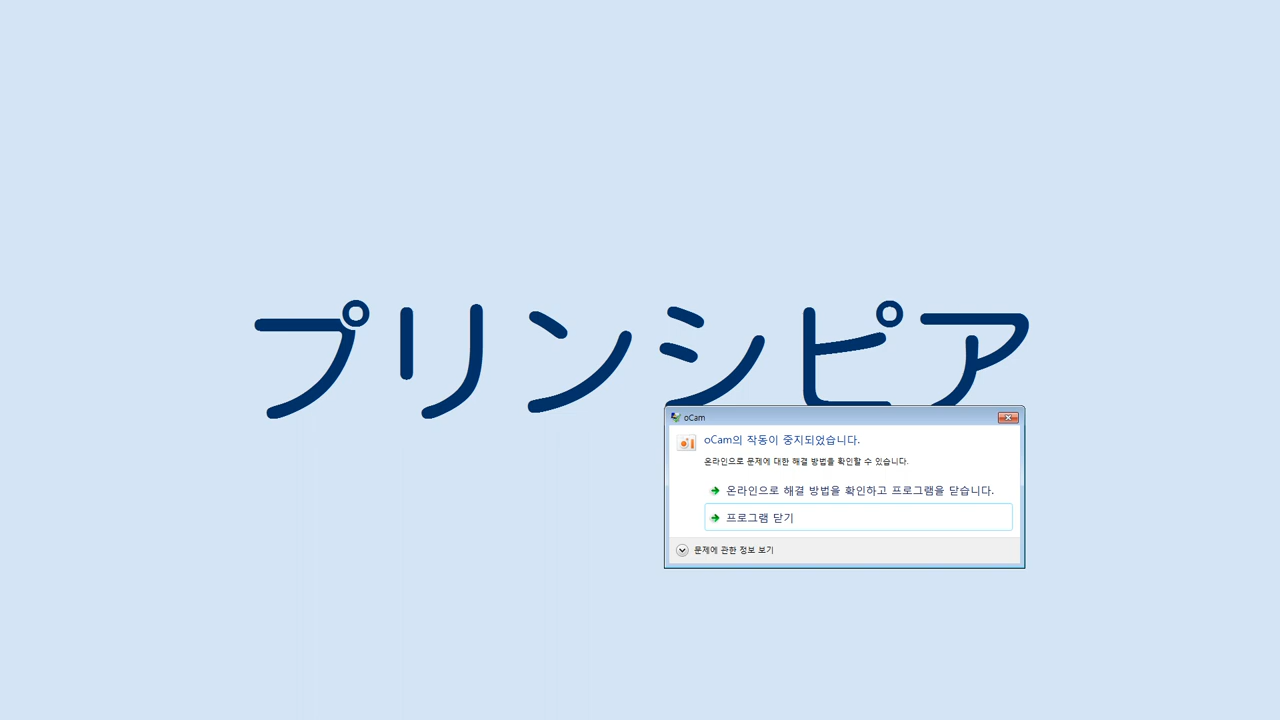 プリンシピア
oCam
oCam의 작동이 중지되었습니다.
온라인으로 문제에 대한 해결 방법을 확인할 수 있습니다.
온라인으로 해결 방법을 확인하고 프로그램을 닫습니다.
프로그램 닫기
문제에 관한 정보 보기